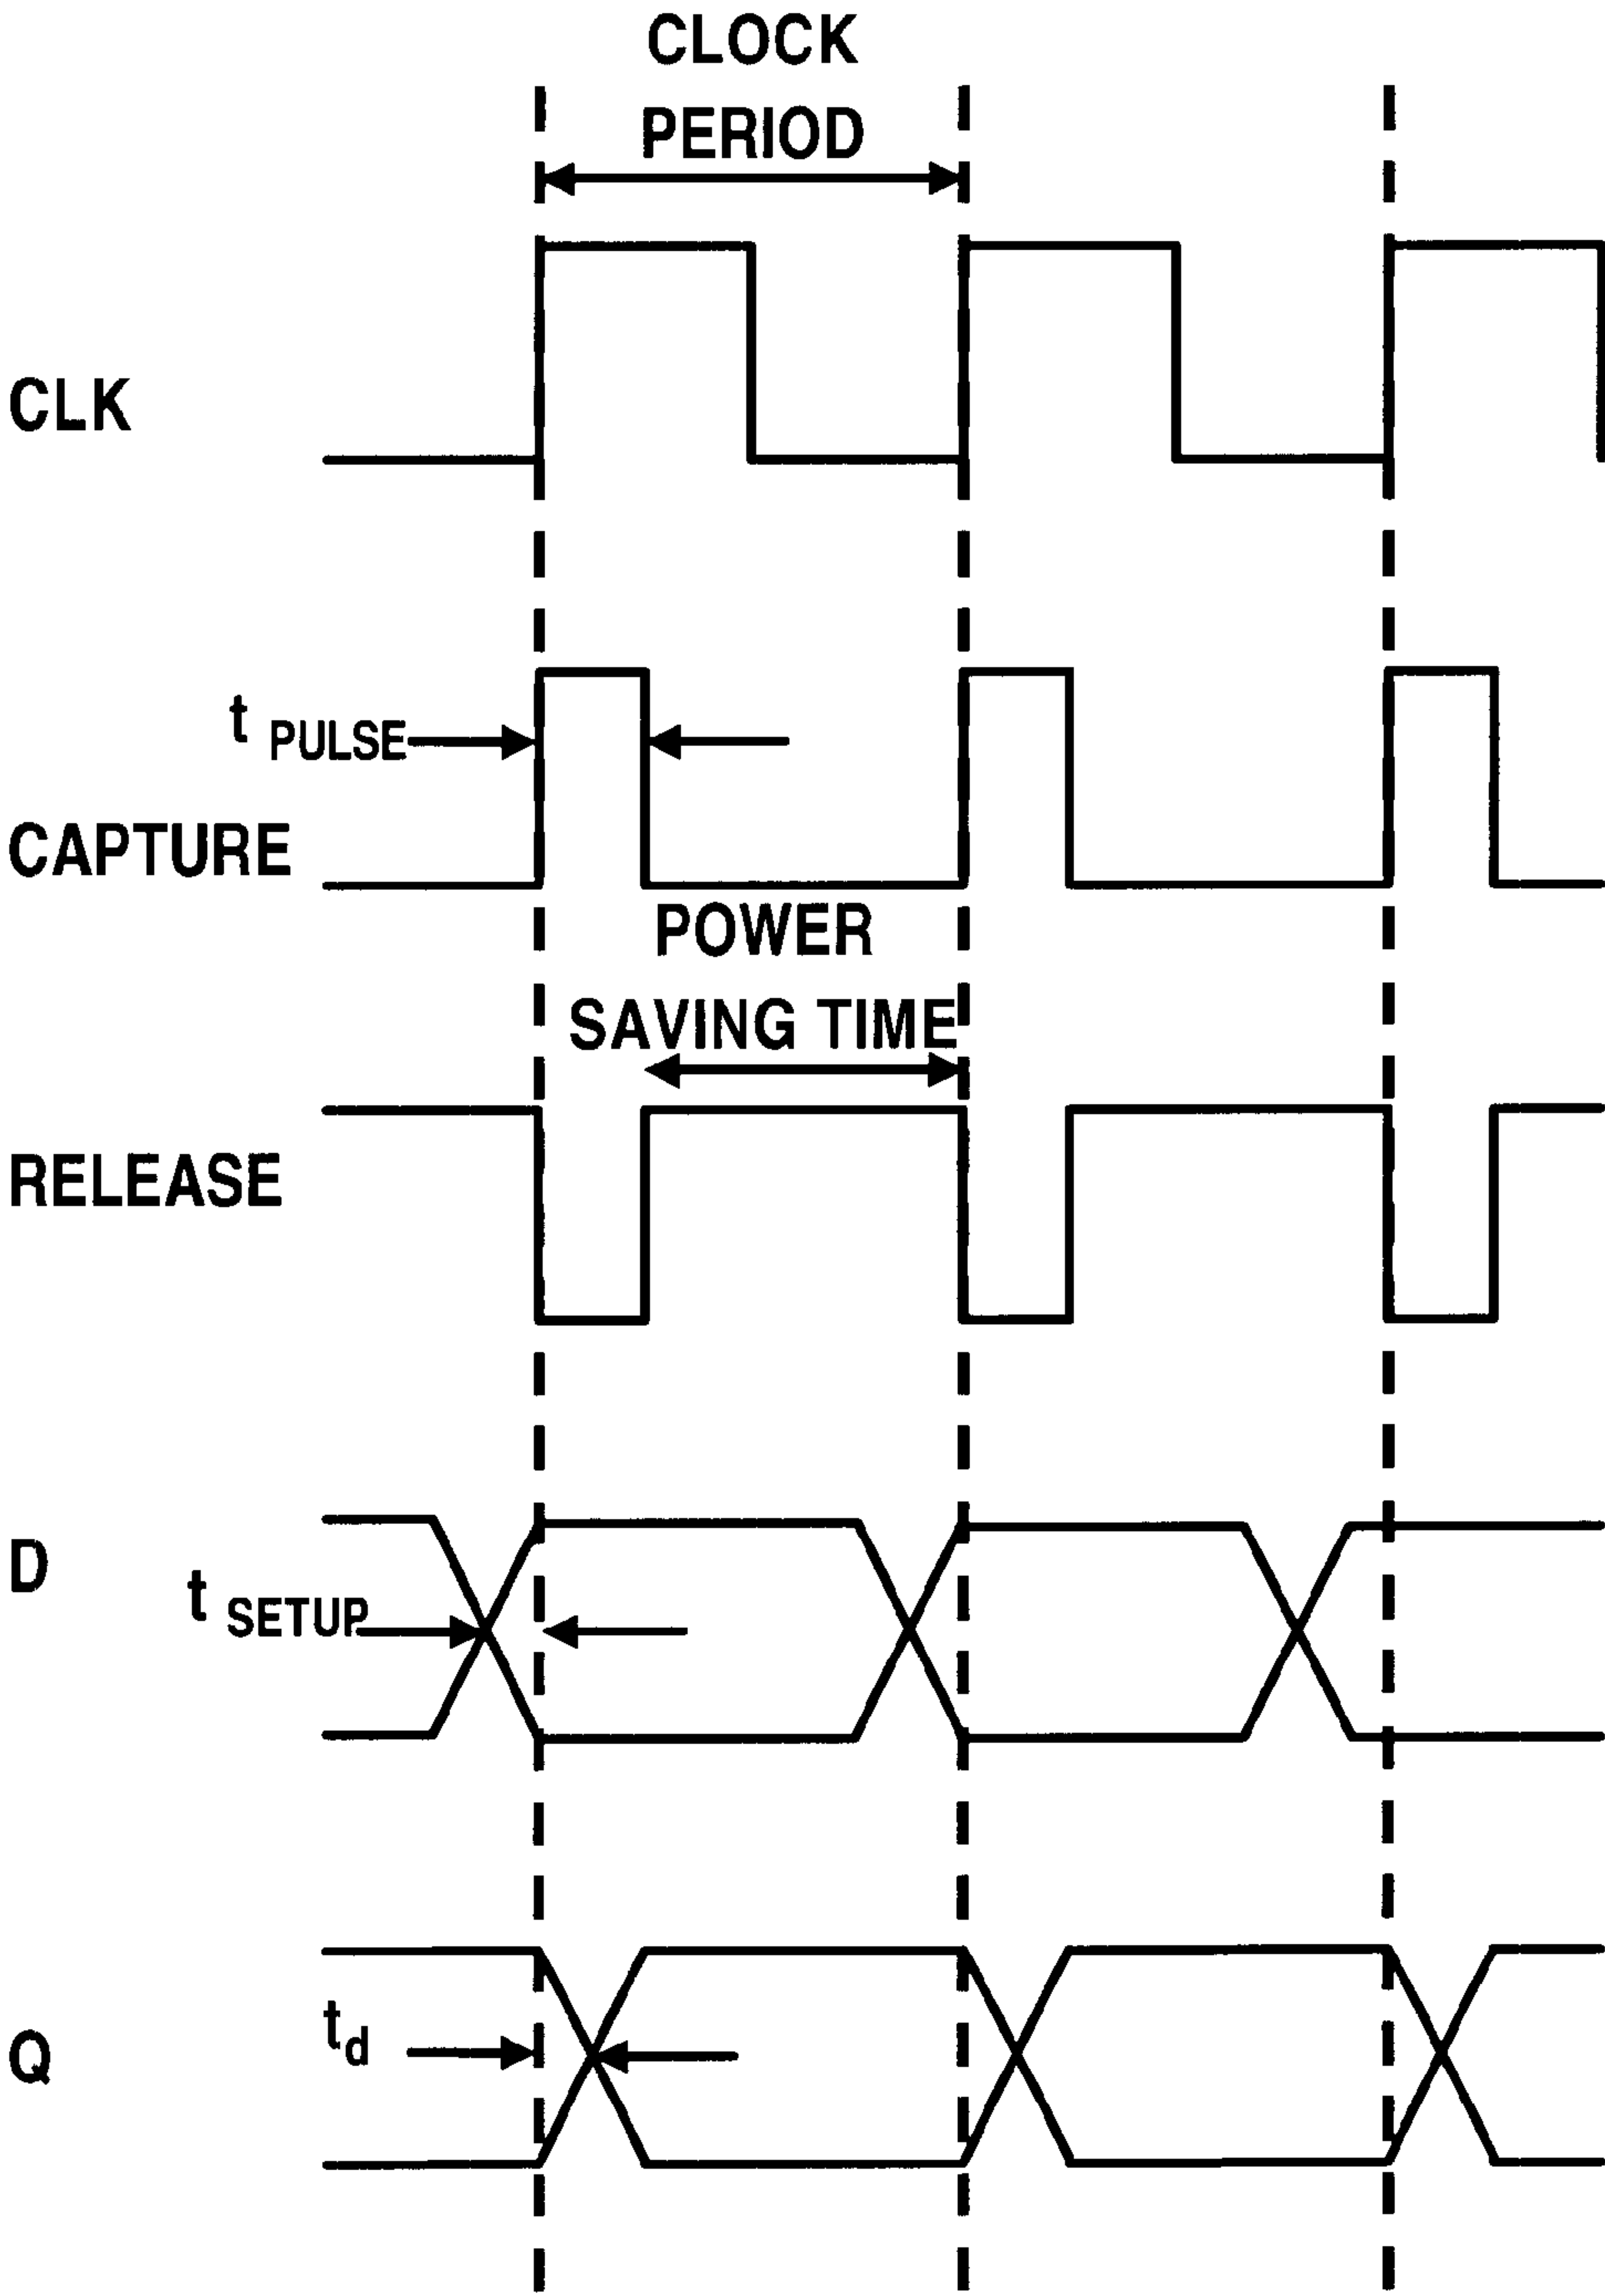 CLOCK
PERIOD
CLK
t PULSE
CAPTURE
POWER
SAVING TIME
RELEASE
D
t SETUP
td
Q